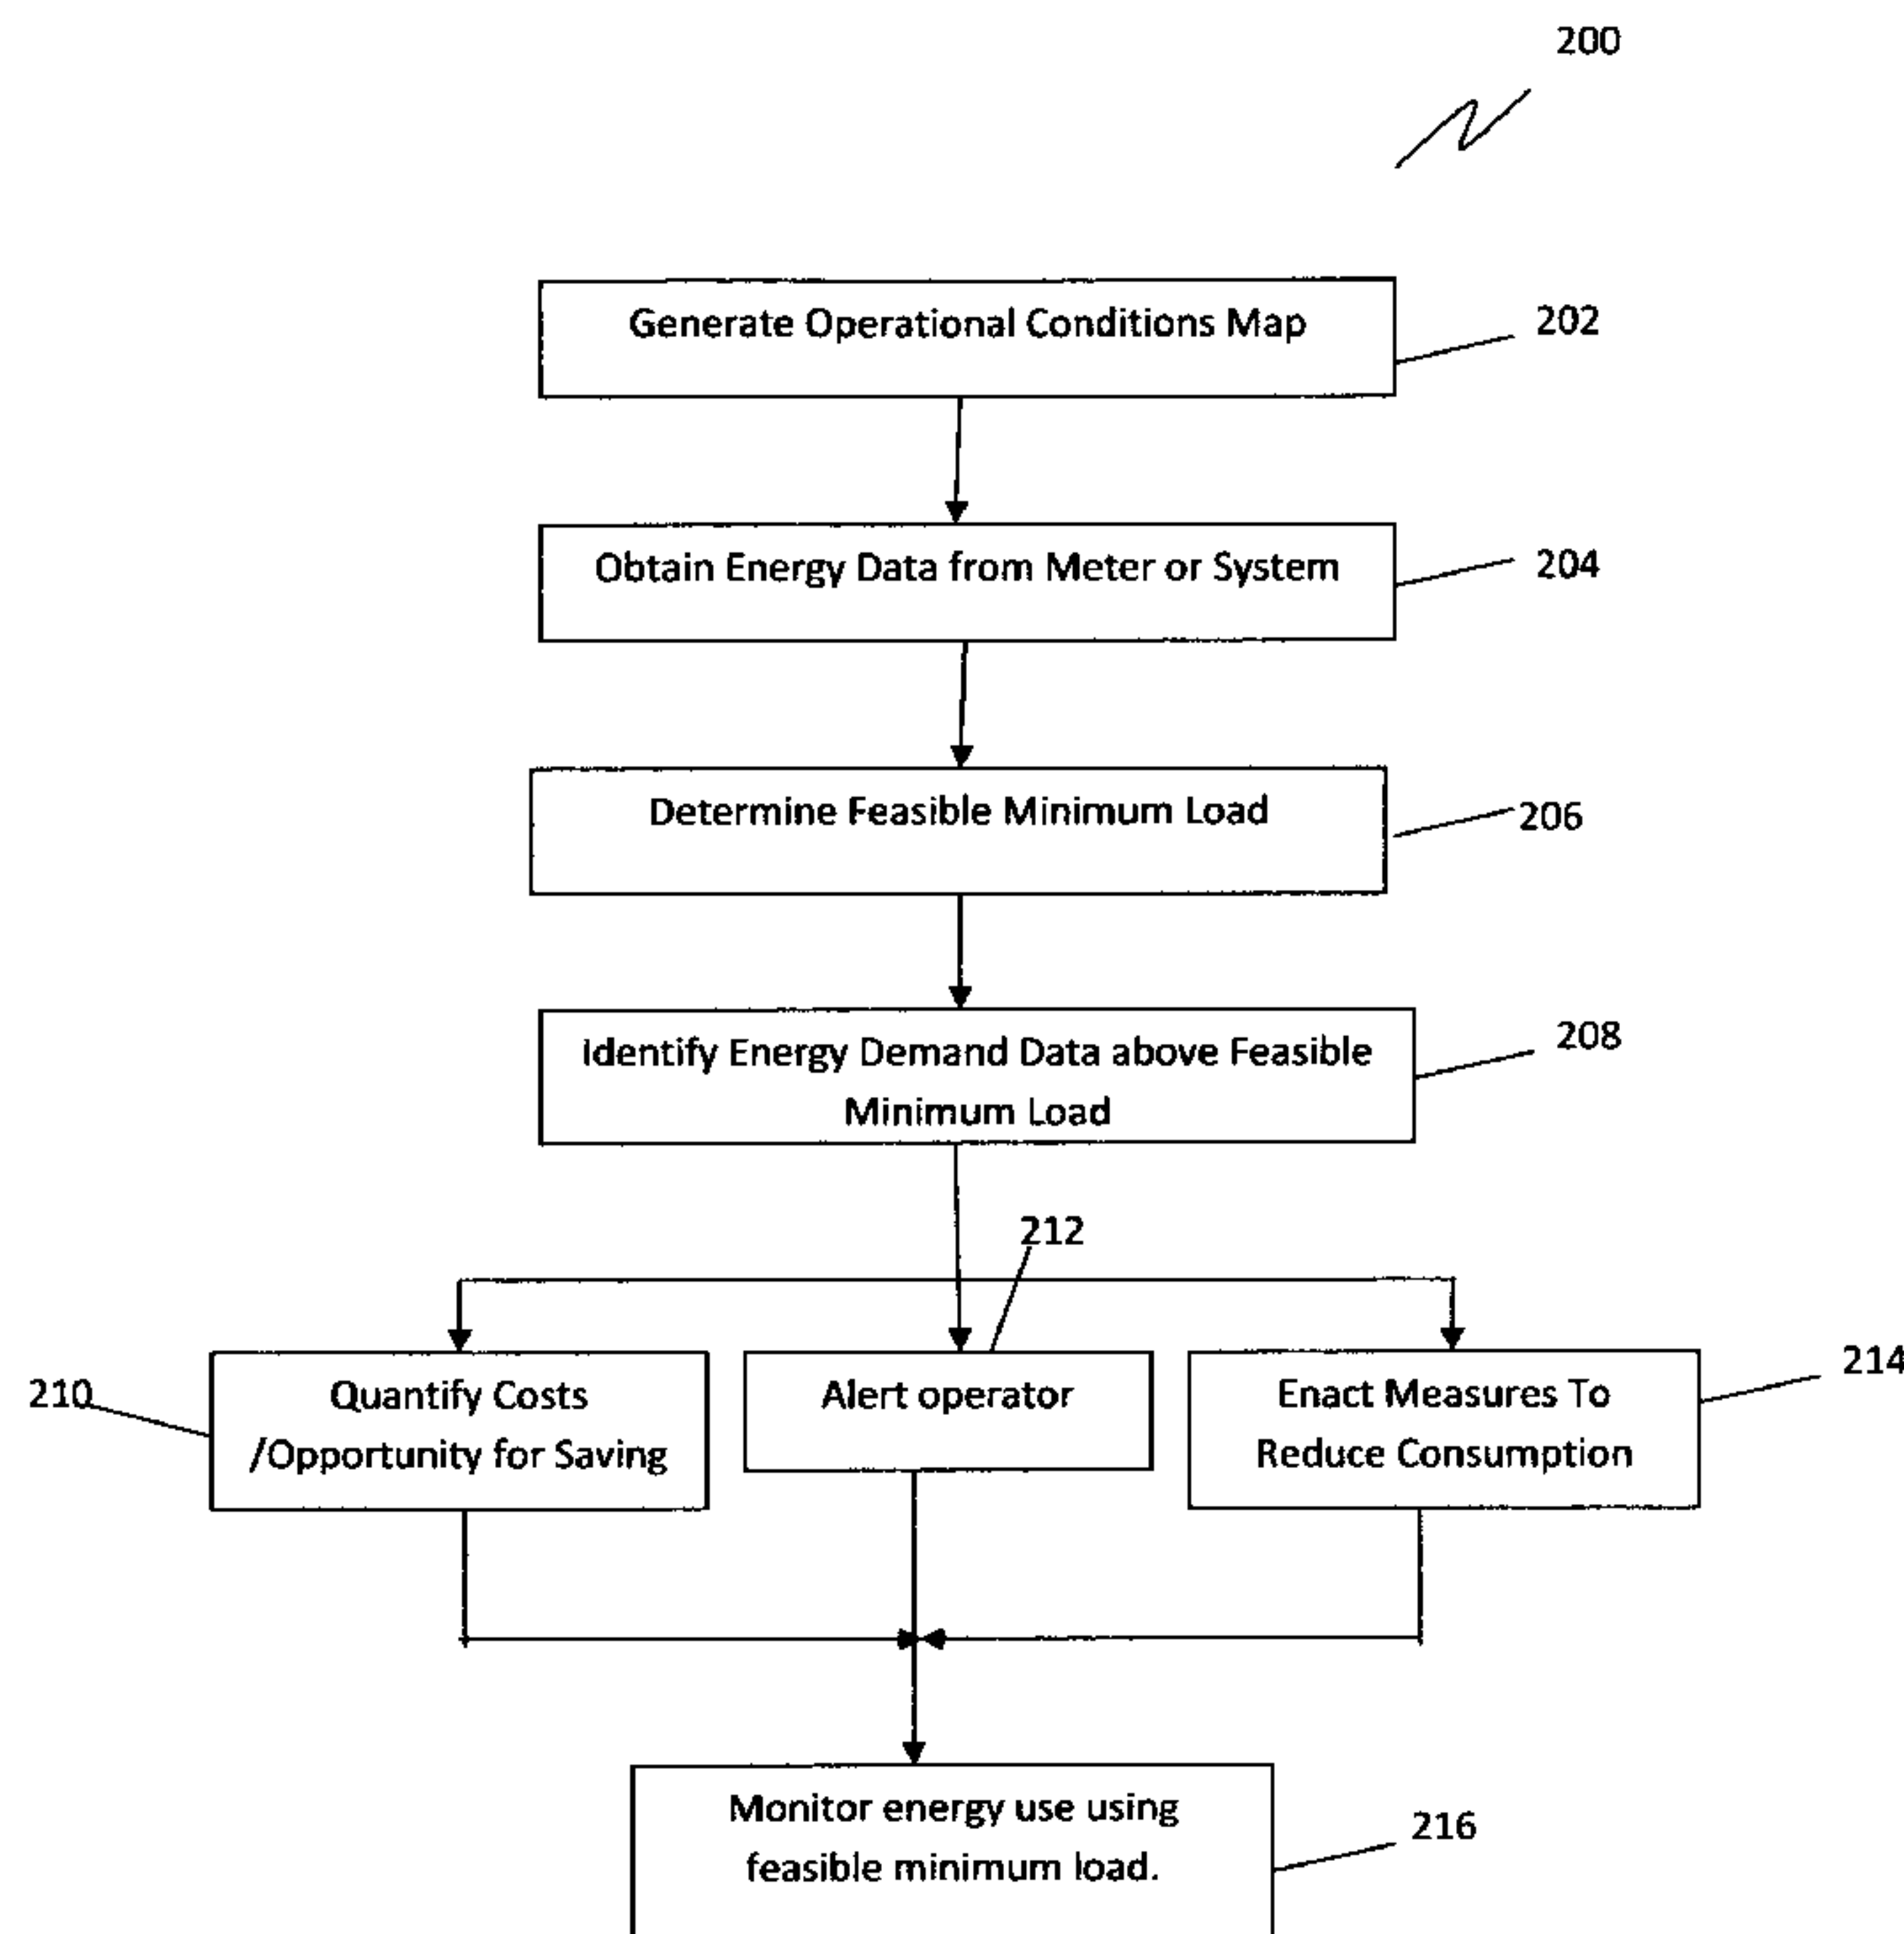 200
Generate Operational Conditions Map
202
Obtain Energy Data from Meter or System
204
Determine Feasible Minimum Load
206
Identify Energy Demand Data above Feasible
Minimum Load
208
212
210
Quantify Costs
/Opportunity for Saving
Alert operator
Enact Measures To
Reduce Consumption
214
Monitor energy use using
feasible minimum load.
216